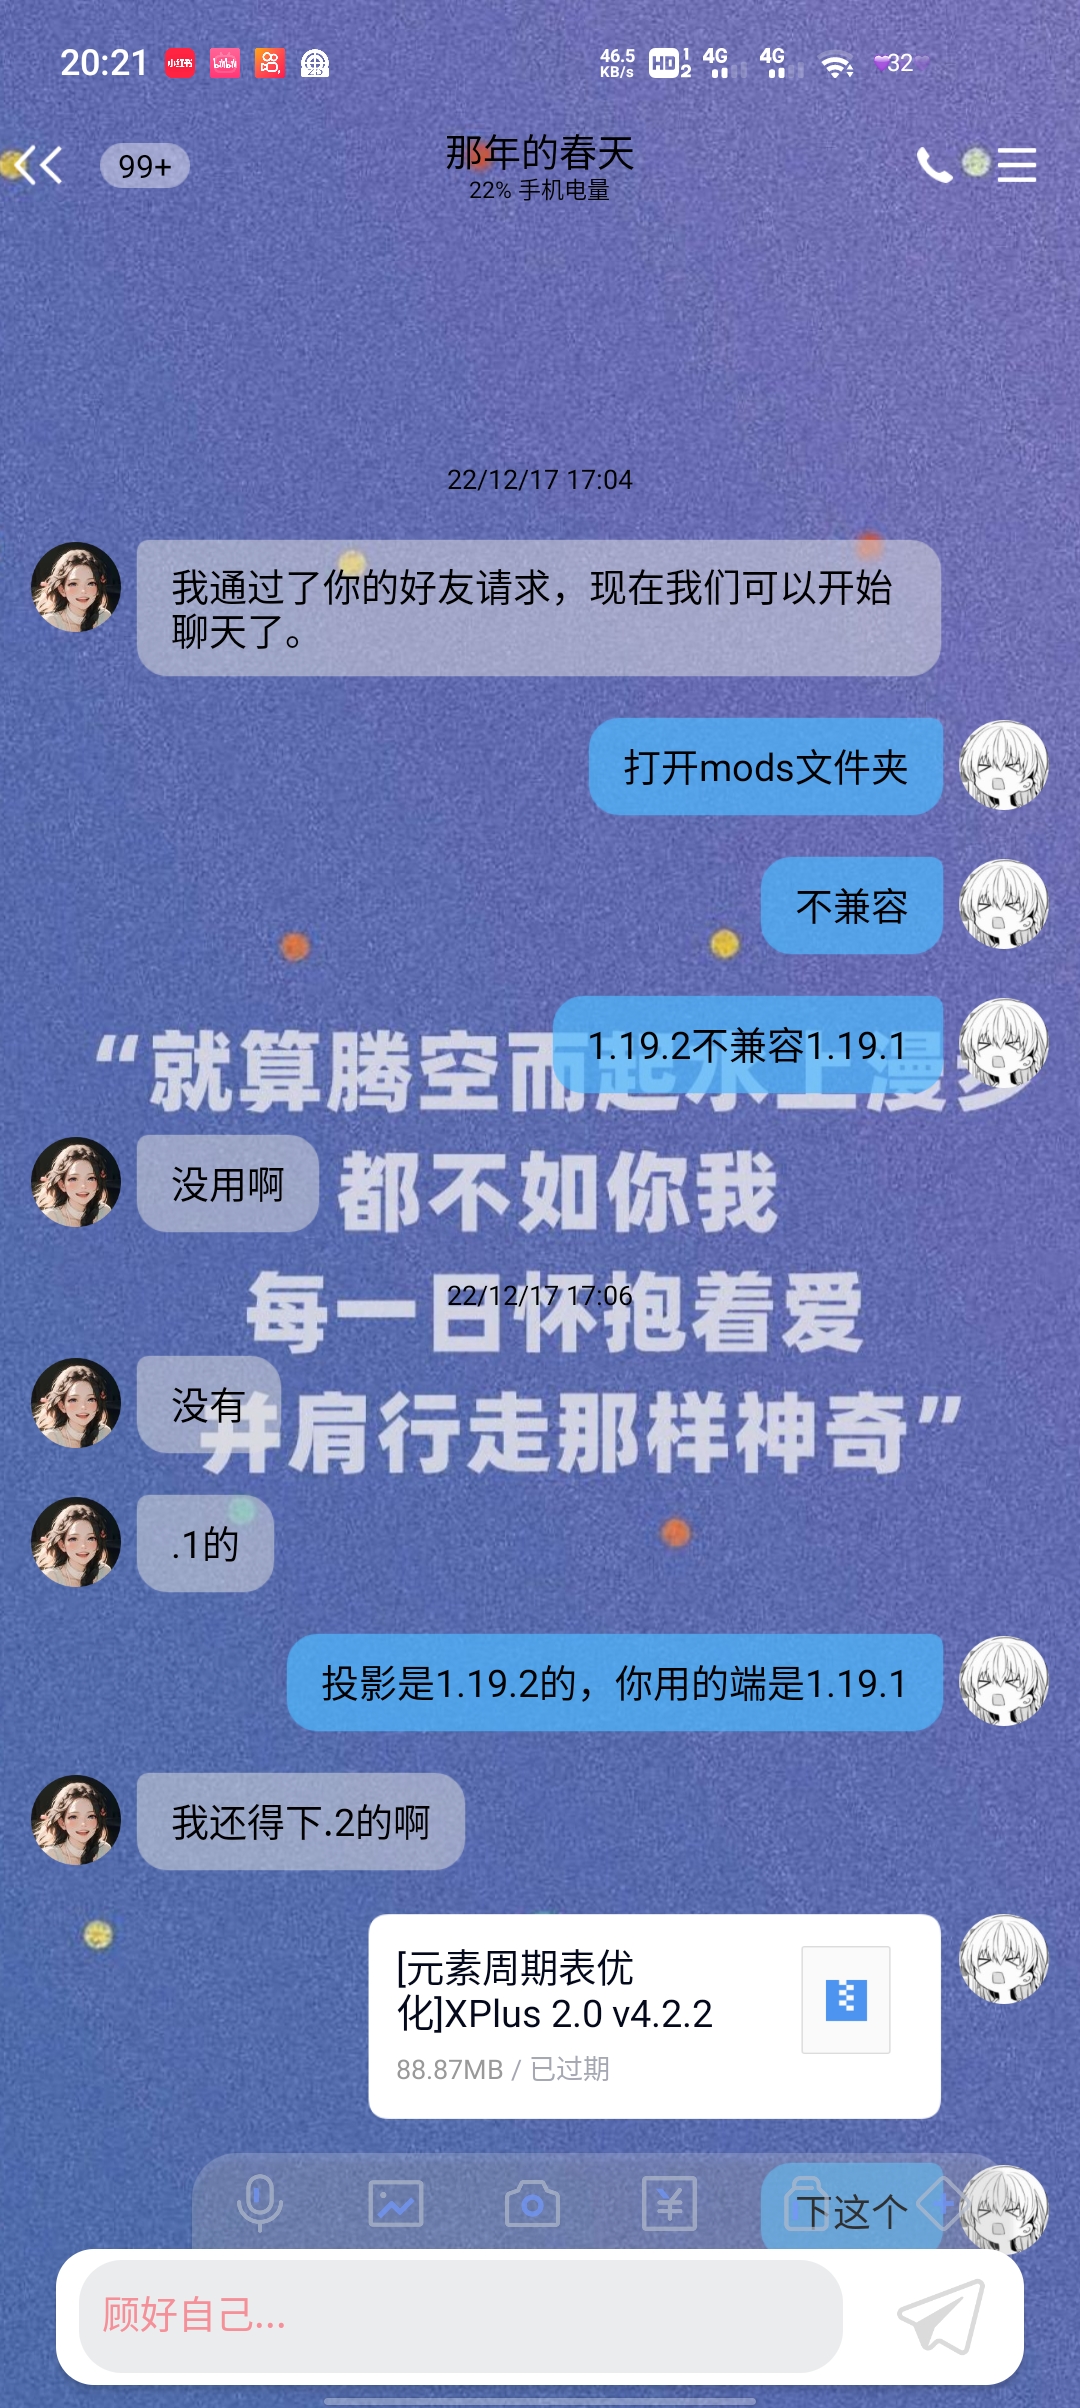 20:21
小红书
bilibili
46.5
KB/s
HD
1
2
4G
4G
32
99+
那年的春天
22% 手机电量
22/12/17 17:04
我通过了你的好友请求，现在我们可以开始
聊天了。
打开mods文件夹
不兼容
1.19.2不兼容1.19.1
“就算腾空而起水上漫步
没用啊
都不如你我
22/12/17 17:06
每一日怀抱着爱
没有
并肩行走那样神奇”
.1的
投影是1.19.2的，你用的端是1.19.1
我还得下.2的啊
[元素周期表优
化]XPlus 2.0 v4.2.2
88.87MB / 已过期
下这个
顾好自己...